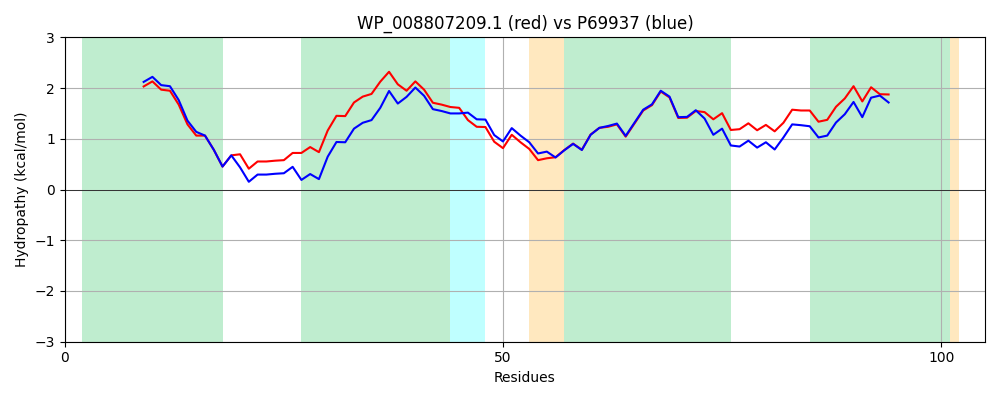 WP_008807209.1 (red) vs P69937 (blue)
3
2
1
0
−1
−2
−3
Hydropathy (kcal/mol)
0 50 100
Residues